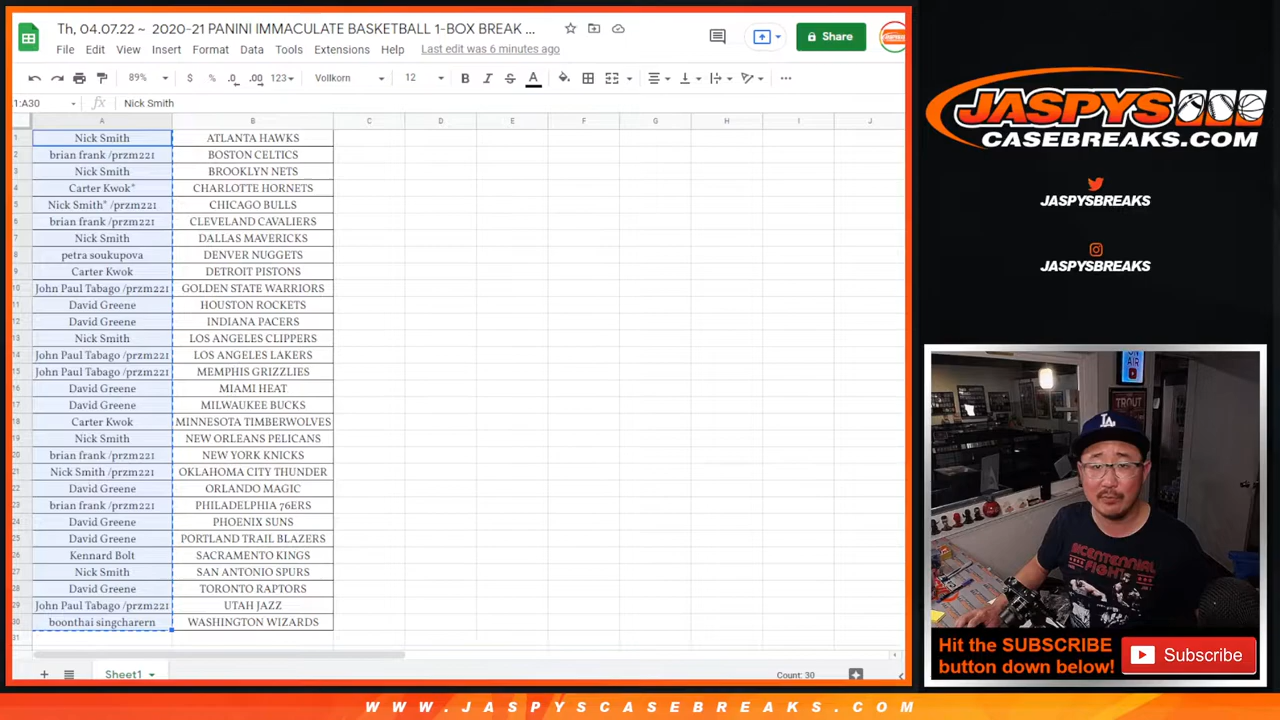 Th, 04.07.22 ~ 2020-21 PANINI IMMACULATE BASKETBALL 1-BOX BREAK ...
File Edit View Insert Format Data Tools Extensions Help Last edit was 6 minutes ago
Share
89% $ % .0 .00 123 Vollkorn 12 B I S A ...
1:A30 fx Nick Smith
A B C D E F G H I J
1 Nick Smith ATLANTA HAWKS
2 brian frank /przm221 BOSTON CELTICS
3 Nick Smith BROOKLYN NETS
4 Carter Kwok* CHARLOTTE HORNETS
5 Nick Smith* /przm221 CHICAGO BULLS
6 brian frank /przm221 CLEVELAND CAVALIERS
7 Nick Smith DALLAS MAVERICKS
8 petra soukupova DENVER NUGGETS
9 Carter Kwok DETROIT PISTONS
10 John Paul Tabago /przm221 GOLDEN STATE WARRIORS
11 David Greene HOUSTON ROCKETS
12 David Greene INDIANA PACERS
13 Nick Smith LOS ANGELES CLIPPERS
14 John Paul Tabago /przm221 LOS ANGELES LAKERS
15 John Paul Tabago /przm221 MEMPHIS GRIZZLIES
16 David Greene MIAMI HEAT
17 David Greene MILWAUKEE BUCKS
18 Carter Kwok MINNESOTA TIMBERWOLVES
19 Nick Smith NEW ORLEANS PELICANS
20 brian frank /przm221 NEW YORK KNICKS
21 Nick Smith /przm221 OKLAHOMA CITY THUNDER
22 David Greene ORLANDO MAGIC
23 brian frank /przm221 PHILADELPHIA 76ERS
24 David Greene PHOENIX SUNS
25 David Greene PORTLAND TRAIL BLAZERS
26 Kennard Bolt SACRAMENTO KINGS
27 Nick Smith SAN ANTONIO SPURS
28 David Greene TORONTO RAPTORS
29 John Paul Tabago /przm221 UTAH JAZZ
30 boonthai singcharern WASHINGTON WIZARDS
31
Sheet1 Count: 30
JASPYS
CASEBREAKS.COM
JASPYSBREAKS
JASPYSBREAKS
ON
AIR
TROUT
LA
BICENTENNIAL
FIGHT
Hit the SUBSCRIBE
button down below!
Subscribe
WWW.JASPYSCASEBREAKS.COM